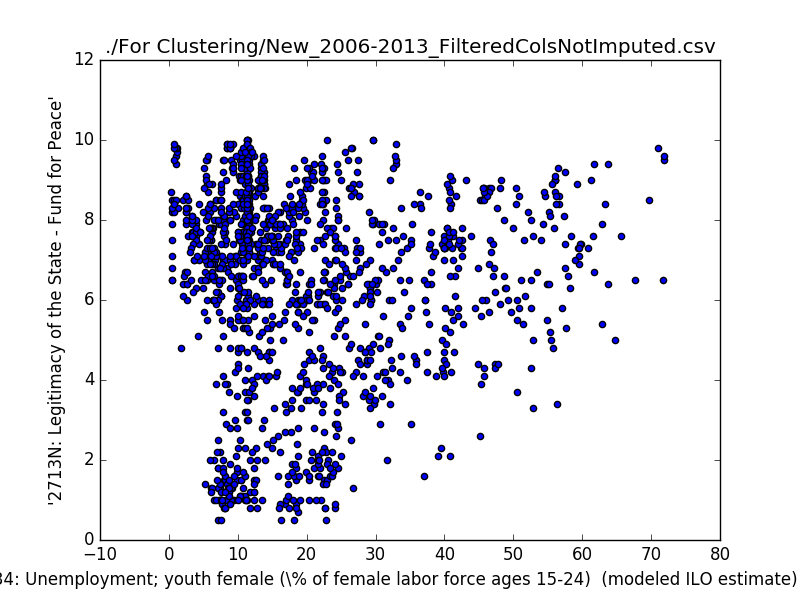 ./For Clustering/New_2006-2013_FilteredColsNotImputed.csv
'2713N: Legitimacy of the State - Fund for Peace'
12
10
8
6
4
2
0
−10 0 10 20 30 40 50 60 70 80
34: Unemployment; youth female (\% of female labor force ages 15-24) (modeled ILO estimate)